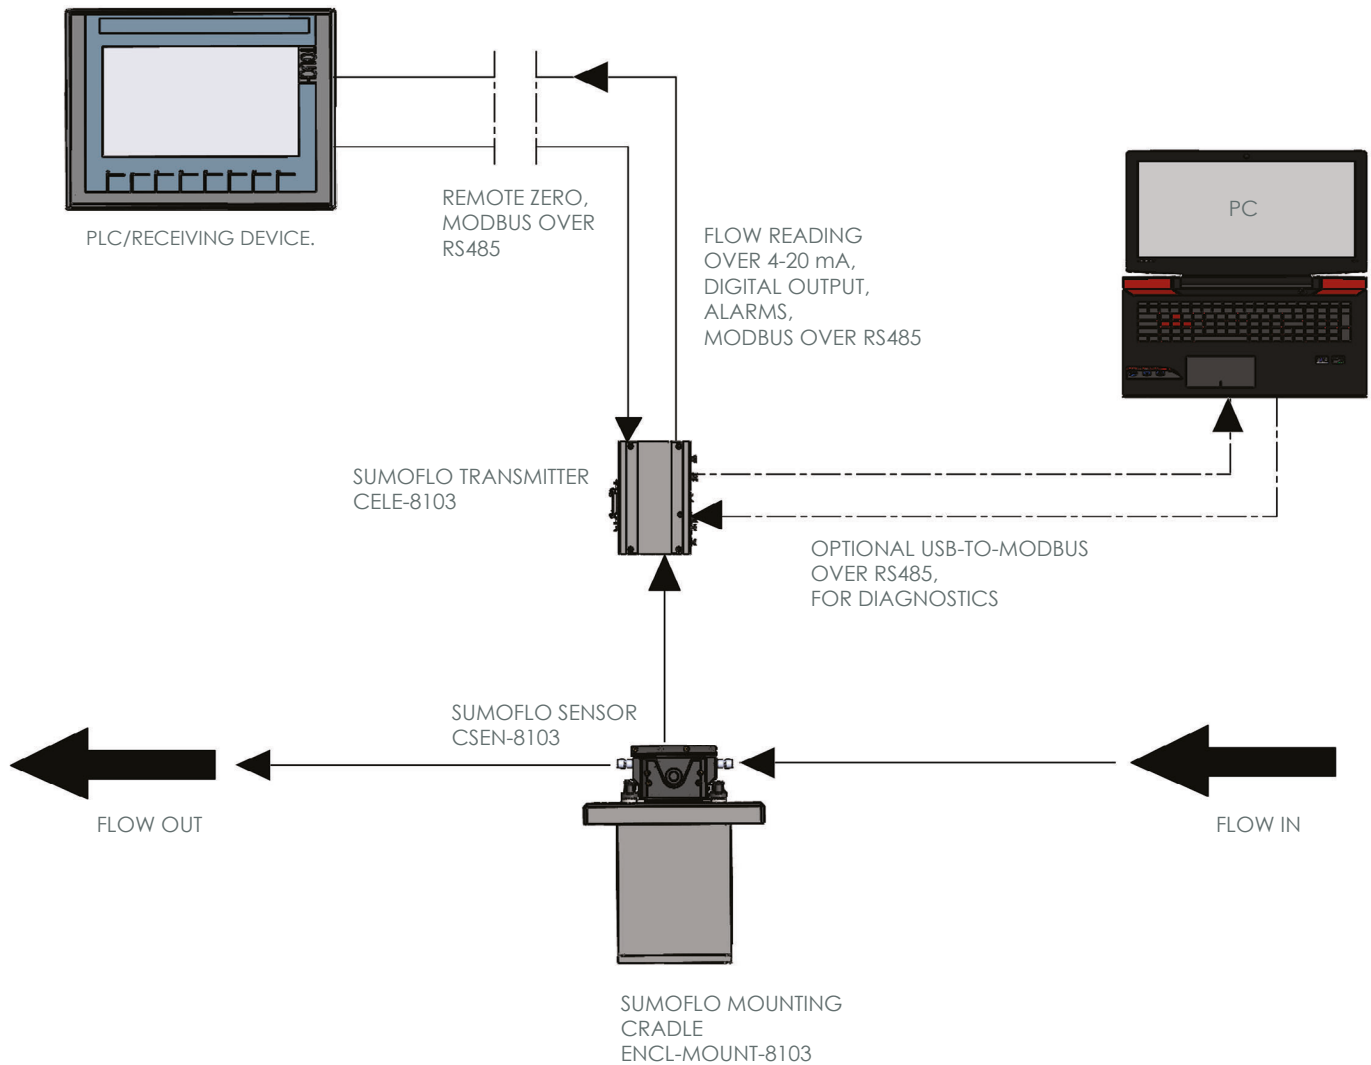 PLC/RECEIVING DEVICE.
REMOTE ZERO,
MODBUS OVER
RS485
FLOW READING
OVER 4-20 mA,
DIGITAL OUTPUT,
ALARMS,
MODBUS OVER RS485
PC
SUMOFLO TRANSMITTER
CELE-8103
OPTIONAL USB-TO-MODBUS
OVER RS485,
FOR DIAGNOSTICS
SUMOFLO SENSOR
CSEN-8103
FLOW OUT
FLOW IN
SUMOFLO MOUNTING
CRADLE
ENCL-MOUNT-8103